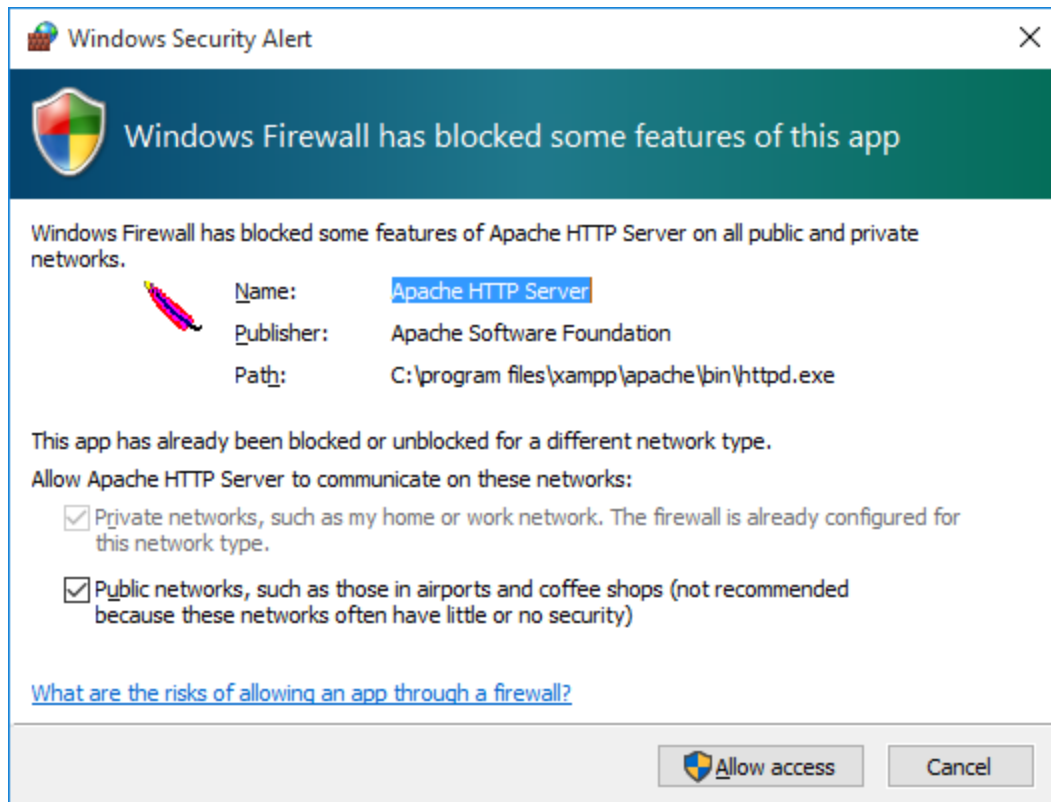 Windows Security Alert
Windows Firewall has blocked some features of this app
Windows Firewall has blocked some features of Apache HTTP Server on all public and private
networks.
Name: Apache HTTP Server
Publisher: Apache Software Foundation
Path: C:\program files\xampp\apache\bin\httpd.exe
This app has already been blocked or unblocked for a different network type.
Allow Apache HTTP Server to communicate on these networks:
Private networks, such as my home or work network. The firewall is already configured for
this network type.
Public networks, such as those in airports and coffee shops (not recommended
because these networks often have little or no security)
What are the risks of allowing an app through a firewall?
Allow access Cancel